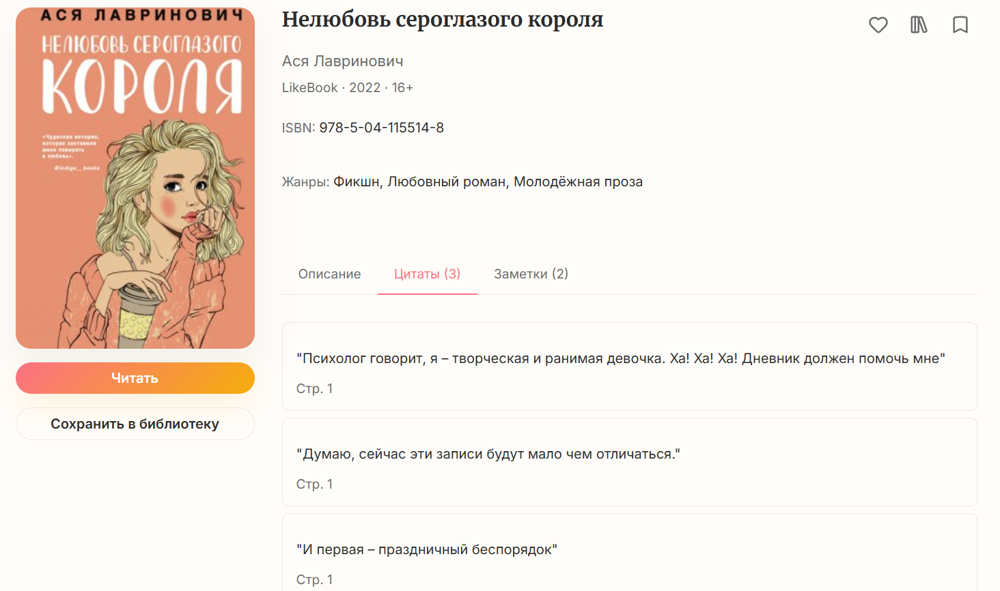 АСЯ ЛАВРИНОВИЧ
НЕЛЮБОВЬ СЕРОГЛАЗОГО
КОРОЛЯ
«Чудесная история,
которая заставила
меня поверить
в любовь».
@indigo__books
Читать
Сохранить в библиотеку
Нелюбовь сероглазого короля
Ася Лавринович
LikeBook · 2022 · 16+
ISBN: 978-5-04-115514-8
Жанры: Фикшн, Любовный роман, Молодёжная проза
Описание
Цитаты (3)
Заметки (2)
"Психолог говорит, я – творческая и ранимая девочка. Ха! Ха! Ха! Дневник должен помочь мне"
Стр. 1
"Думаю, сейчас эти записи будут мало чем отличаться."
Стр. 1
"И первая – праздничный беспорядок"
Стр. 1